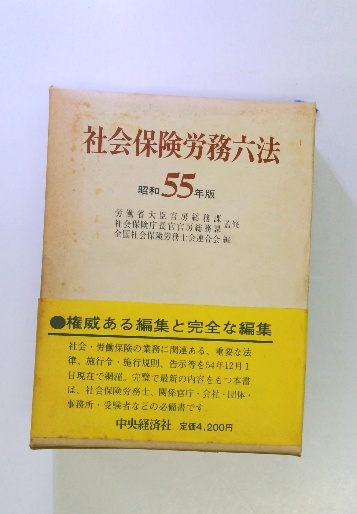 社会保険労務六法
昭和55年版
労働省大臣官房総務課
社会保険庁長官官房総務課 監修
全国社会保険労務士会連合会 編
●権威ある編集と完全な編集
社会・労働保険の業務に関連ある、重要な法
律、施行令・施行規則、告示等を54年12月1
日現在で網羅。完璧で最新の内容をもつ本書
は、社会保険労務士、関係官庁・会社・団体・
事務所・受験者などの必備書です。
中央経済社 定価4,200円